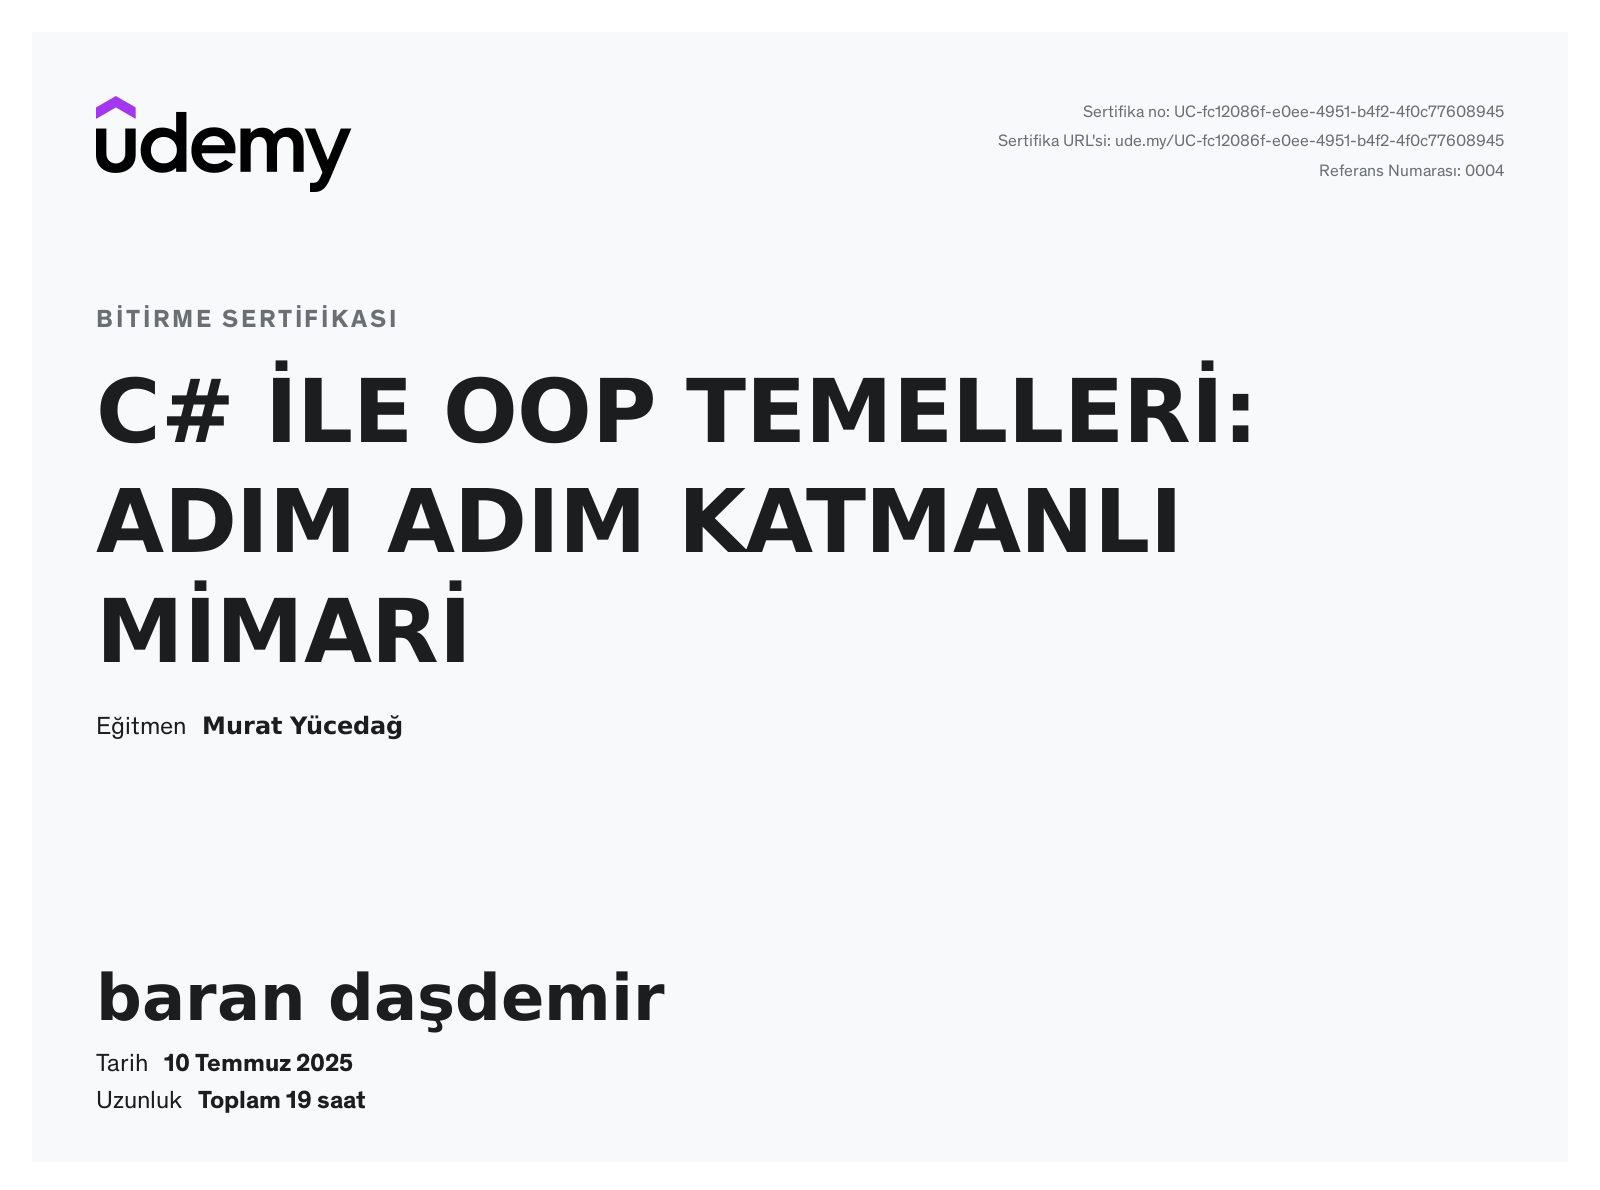 udemy
Sertifika no: UC-fc12086f-e0ee-4951-b4f2-4f0c77608945
Sertifika URL'si: ude.my/UC-fc12086f-e0ee-4951-b4f2-4f0c77608945
Referans Numarası: 0004
BİTİRME SERTİFİKASI
C# İLE OOP TEMELLERİ:
ADIM ADIM KATMANLI
MİMARİ
Eğitmen Murat Yücedağ
baran daşdemir
Tarih 10 Temmuz 2025
Uzunluk Toplam 19 saat